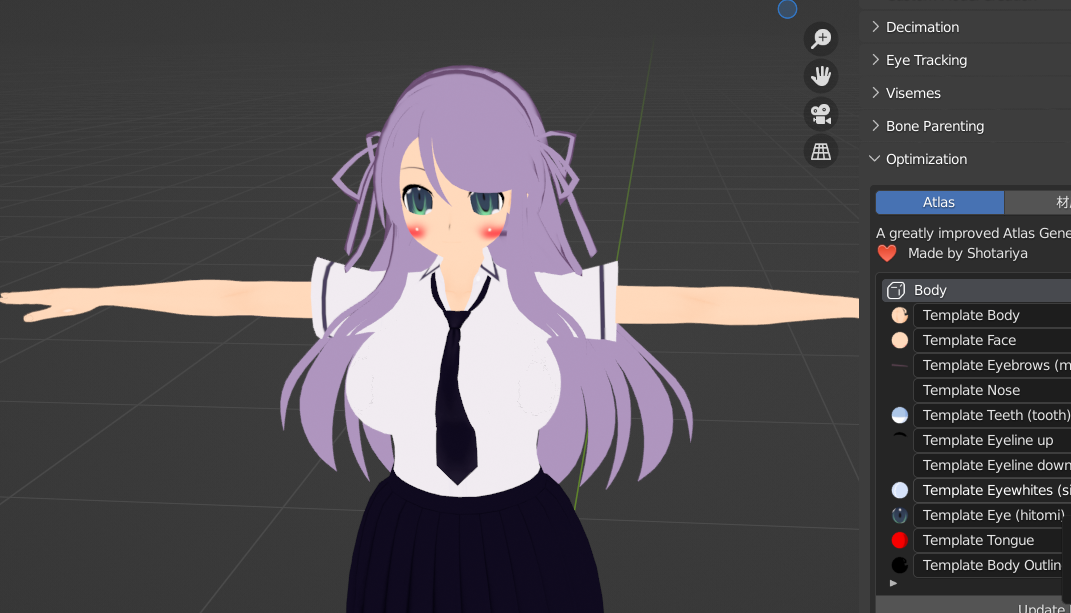 Decimation
Eye Tracking
Visemes
Bone Parenting
Optimization
Atlas
A greatly improved Atlas Gene
Made by Shotariya
Body
Template Body
Template Face
Template Eyebrows (m
Template Nose
Template Teeth (tooth)
Template Eyeline up
Template Eyeline down
Template Eyewhites (si
Template Eye (hitomi)
Template Tongue
Template Body Outlin
Update